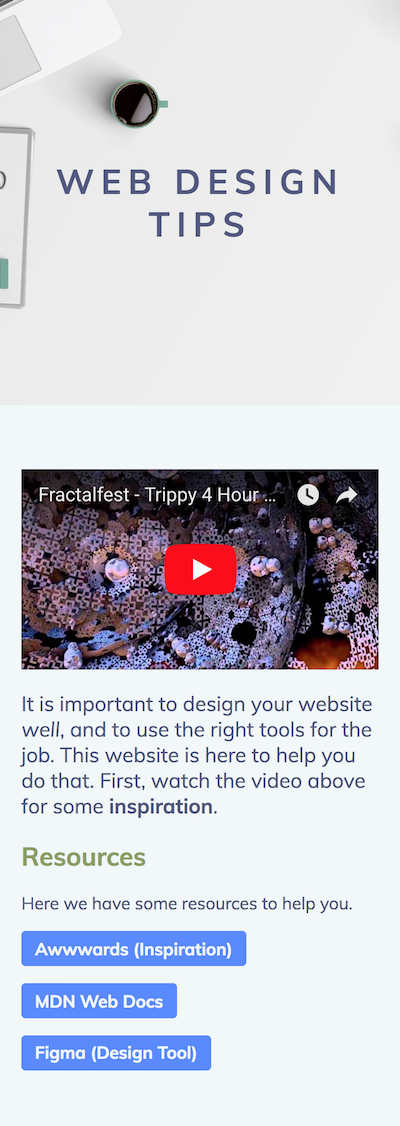 WEB DESIGN
TIPS
Fractalfest - Trippy 4 Hour ...
It is important to design your website
well, and to use the right tools for the
job. This website is here to help you
do that. First, watch the video above
for some inspiration.
Resources
Here we have some resources to help you.
Awwwards (Inspiration)
MDN Web Docs
Figma (Design Tool)